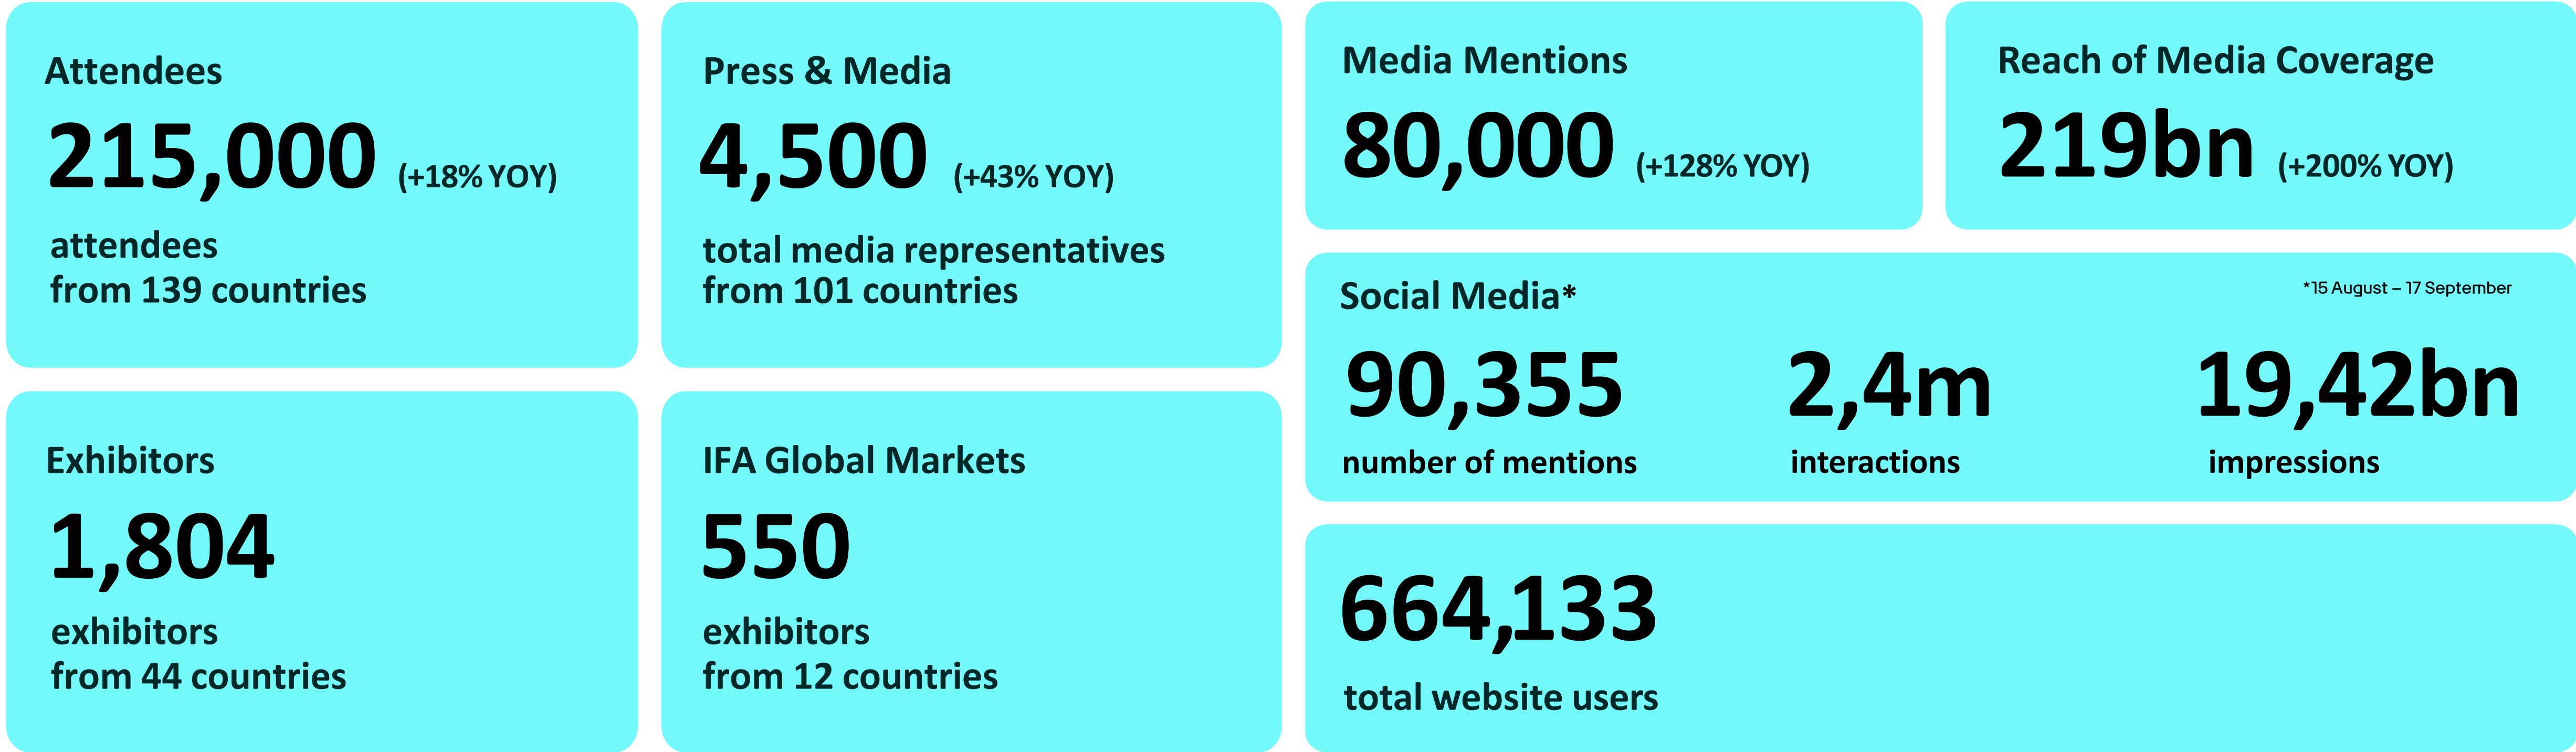 Attendees
215,000 (+18% YOY)
attendees
from 139 countries
Press & Media
4,500 (+43% YOY)
total media representatives
from 101 countries
Media Mentions
80,000 (+128% YOY)
Reach of Media Coverage
219bn (+200% YOY)
Social Media*
*15 August – 17 September
90,355
number of mentions
2,4m
interactions
19,42bn
impressions
Exhibitors
1,804
exhibitors
from 44 countries
IFA Global Markets
550
exhibitors
from 12 countries
664,133
total website users